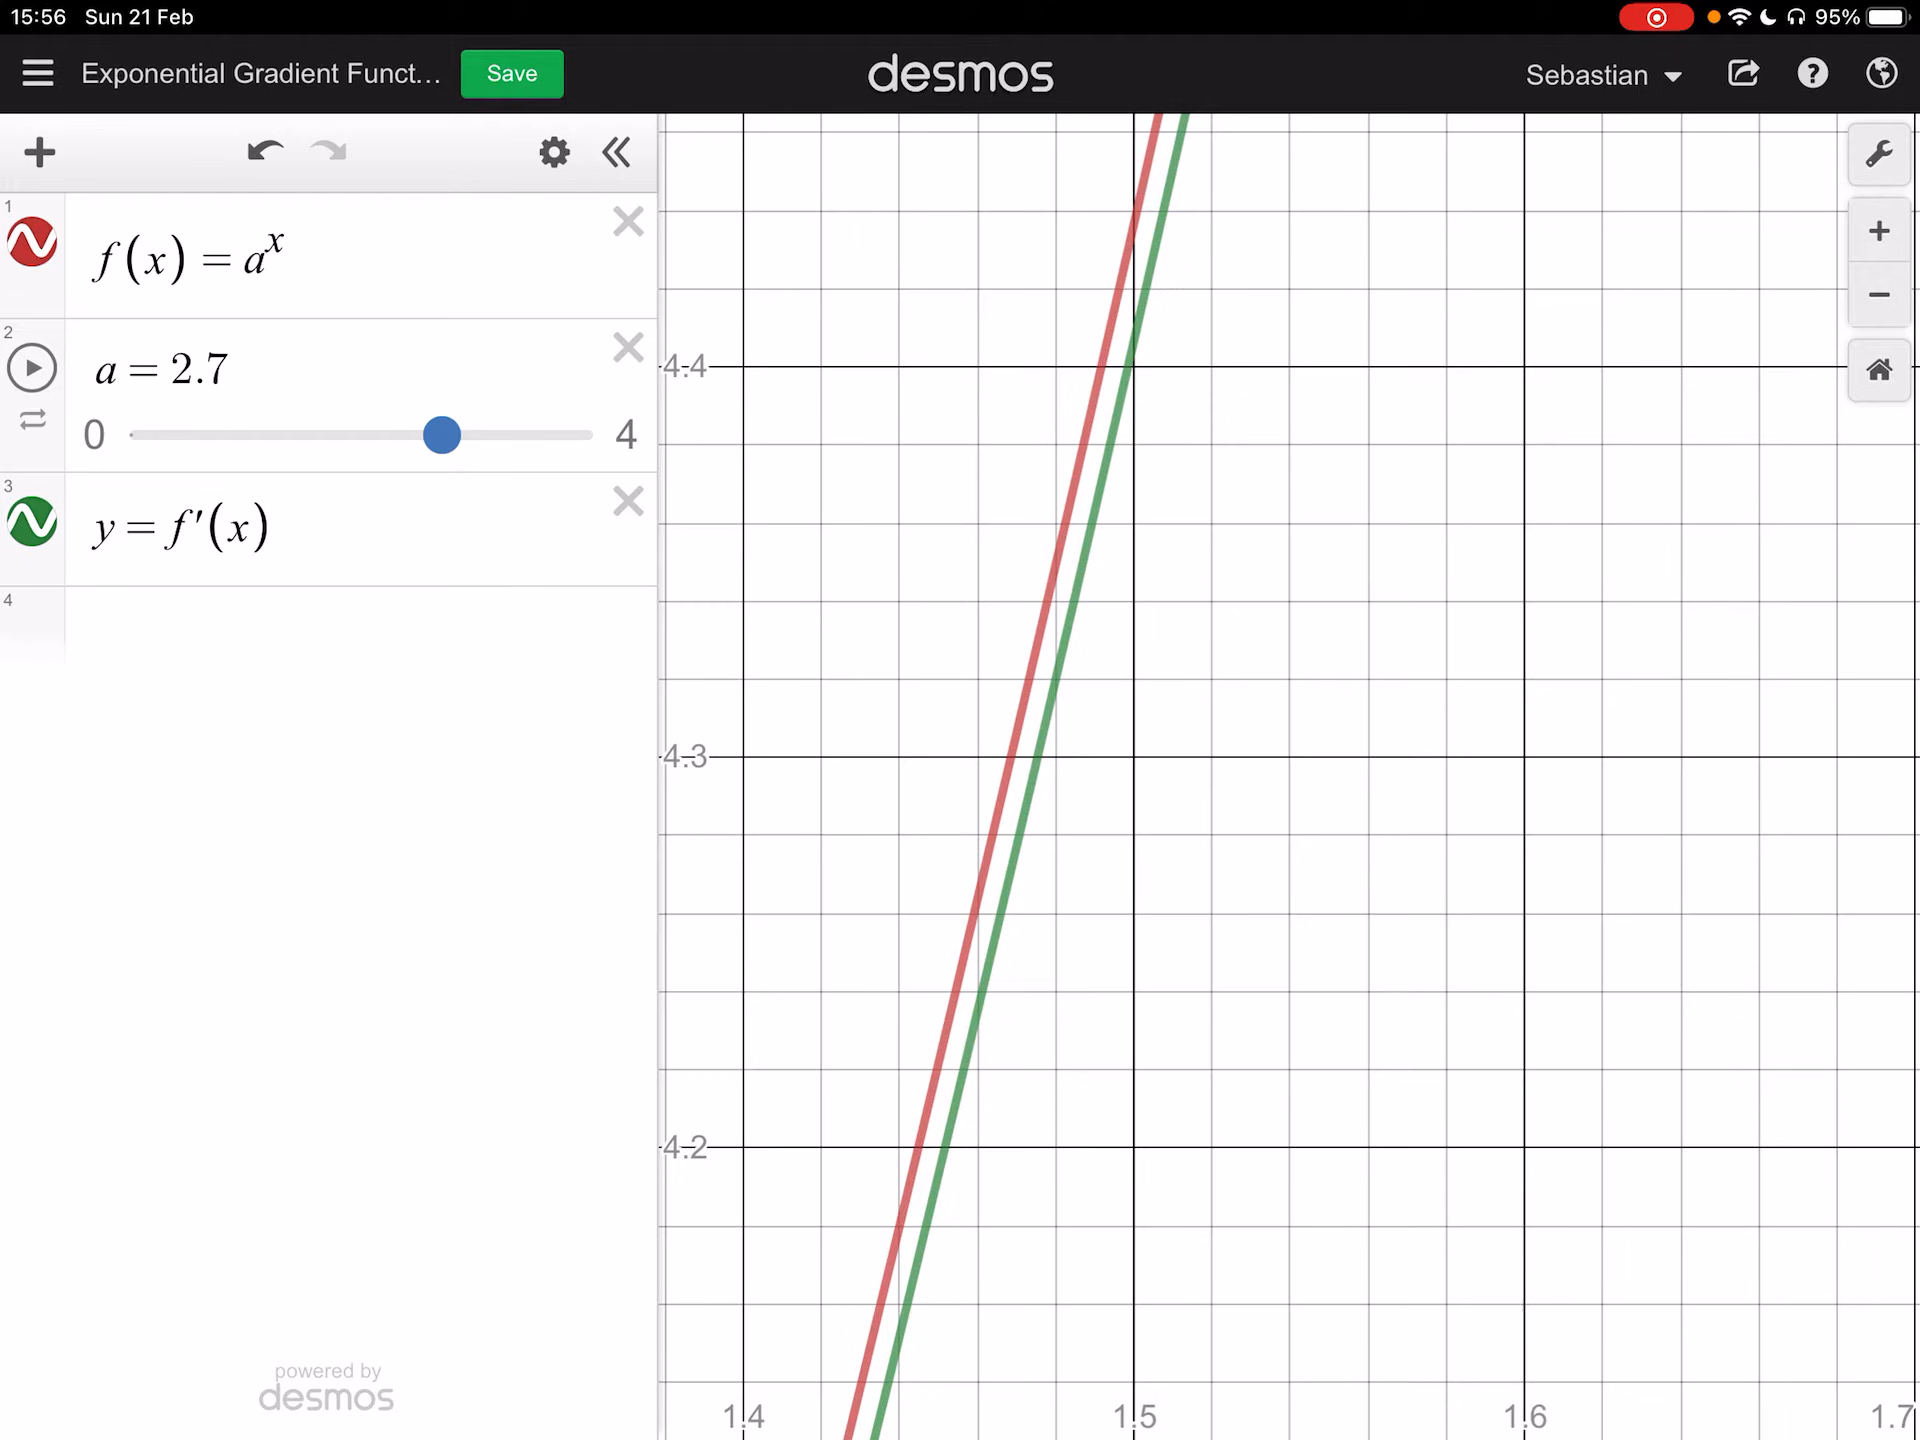 15:56 Sun 21 Feb 95%
Exponential Gradient Funct... Save desmos Sebastian
1
f(x) = a^x
2
a = 2.7
0 4
3
y = f'(x)
4
powered by
desmos
4.4
4.3
4.2
1.4 1.5 1.6 1.7